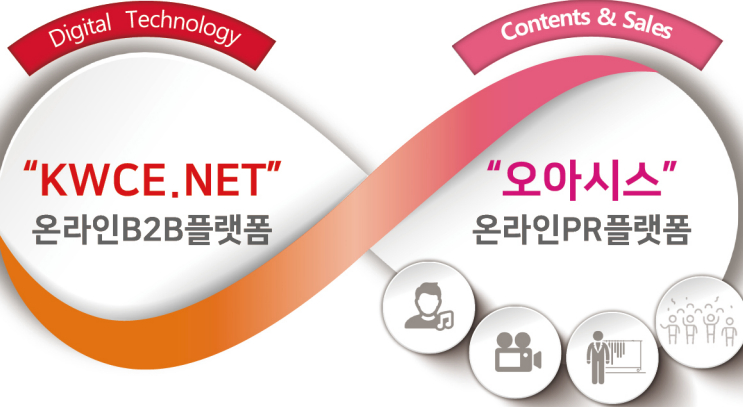 Digital Technology
Contents & Sales
“KWCE.NET”
온라인B2B플랫폼
“오아시스”
온라인PR플랫폼